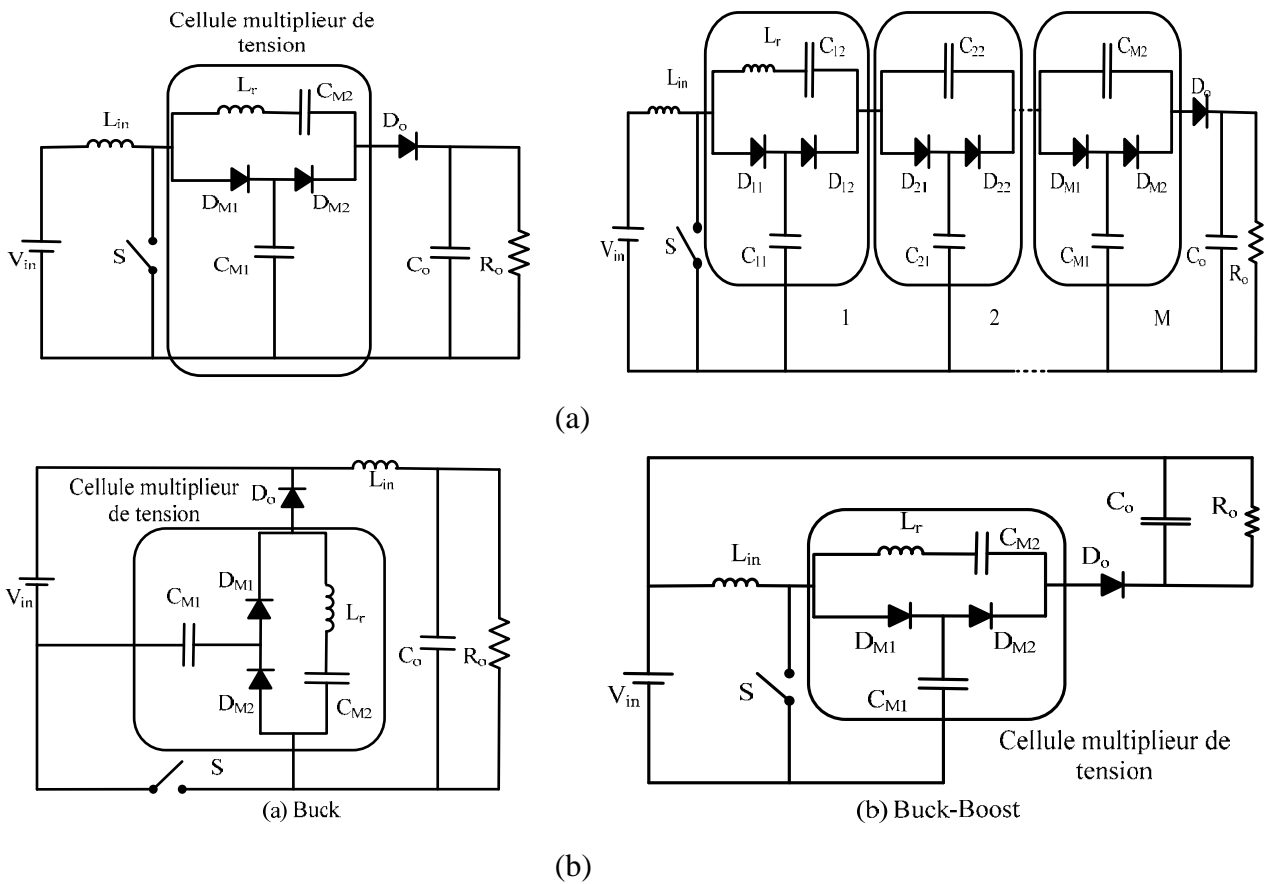 Cellule multiplieur de
tension
Lin
Lr
CM2
Do
DM1
DM2
Vin
S
CM1
Co
Ro
Lin
Lr
C12
C22
CM2
Do
D11
D12
D21
D22
DM1
DM2
Vin
S
C11
C21
CM1
Co
Ro
1
2
M
(a)
Cellule multiplieur
de tension
Do
Lin
Vin
CM1
DM1
Lr
DM2
CM2
Co
Ro
S
(a) Buck
Co
Ro
Lin
Lr
CM2
Do
DM1
DM2
Vin
S
CM1
Cellule multiplieur de
tension
(b) Buck-Boost
(b)